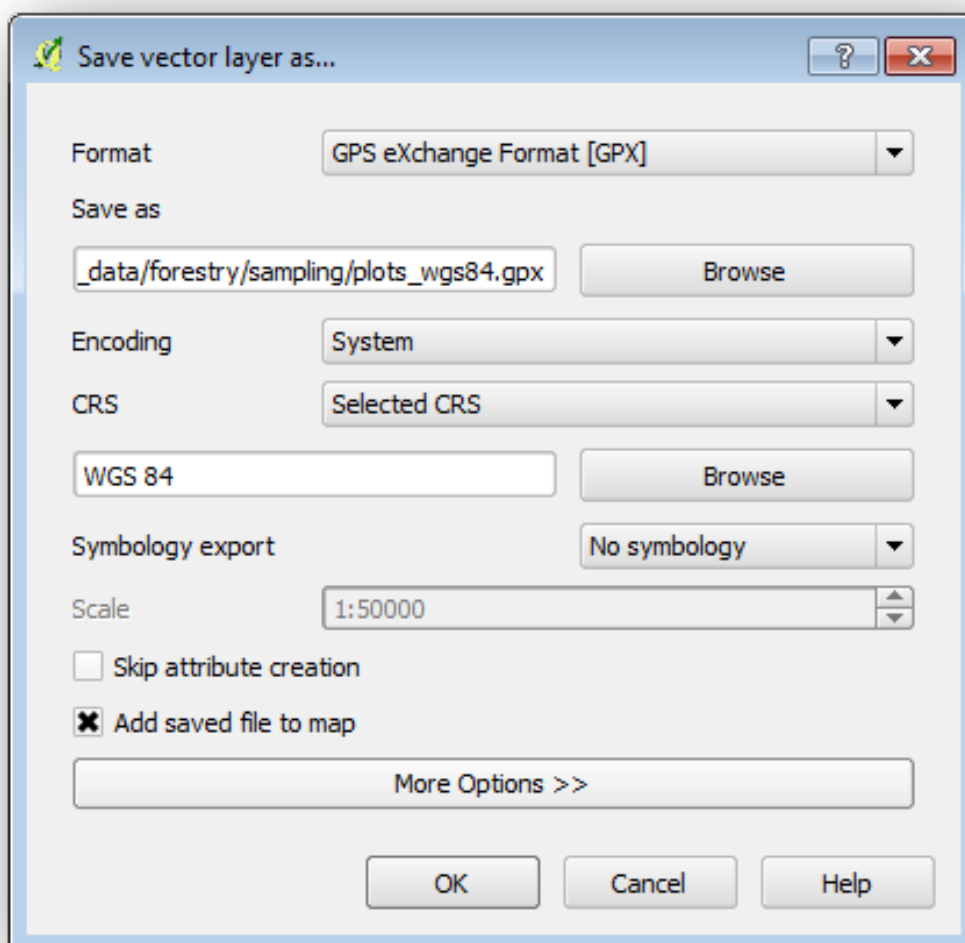 Save vector layer as...
Format GPS eXchange Format [GPX]
Save as
_data/forestry/sampling/plots_wgs84.gpx Browse
Encoding System
CRS Selected CRS
WGS 84 Browse
Symbology export No symbology
Scale 1:50000
Skip attribute creation
Add saved file to map
More Options >>
OK Cancel Help